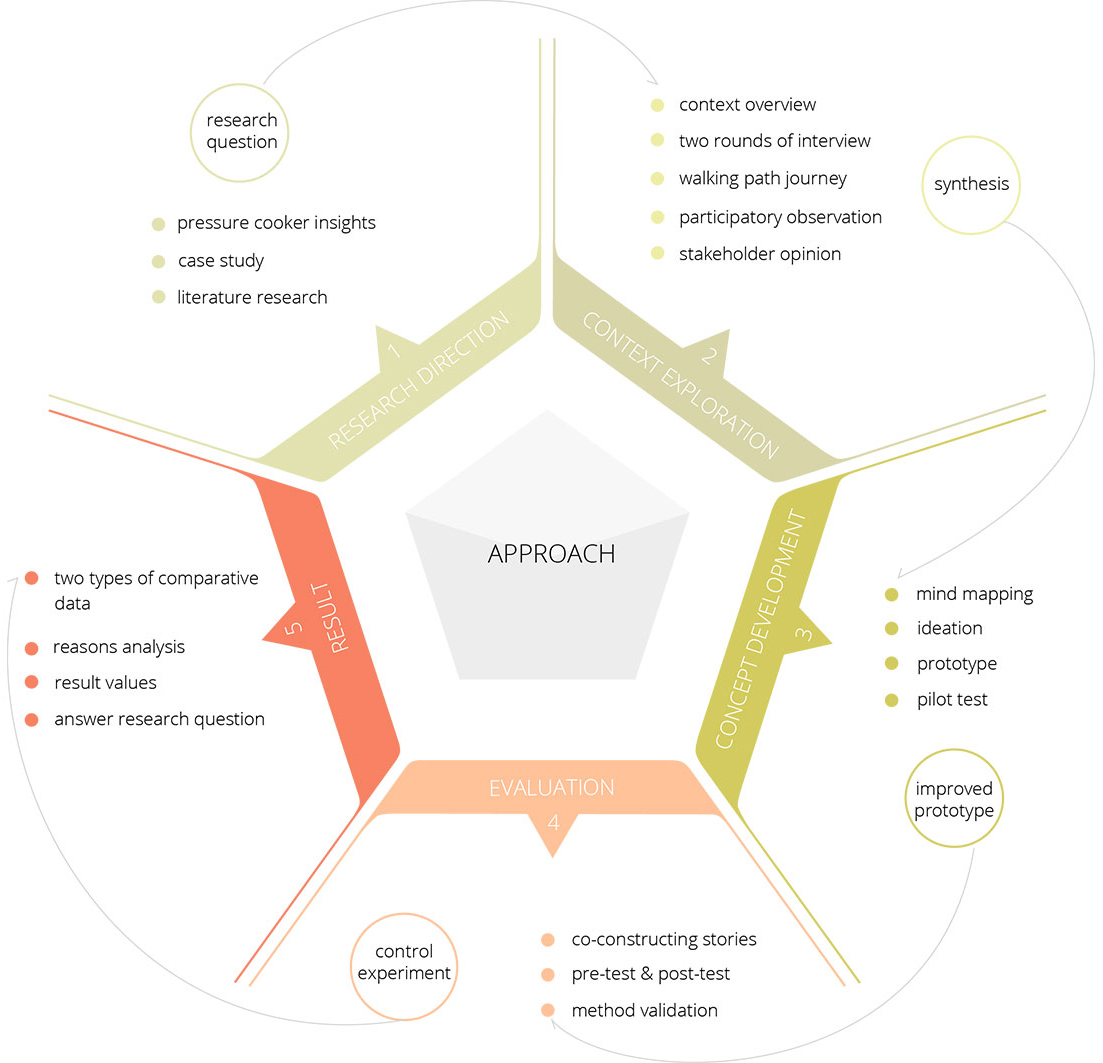 research
question
pressure cooker insights
case study
literature research
1
RESEARCH DIRECTION
context overview
two rounds of interview
walking path journey
participatory observation
stakeholder opinion
synthesis
2
CONTEXT EXPLORATION
APPROACH
mind mapping
ideation
prototype
pilot test
3
CONCEPT DEVELOPMENT
improved
prototype
EVALUATION
4
co-constructing stories
pre-test & post-test
method validation
control
experiment
two types of comparative
data
reasons analysis
result values
answer research question
5
RESULT